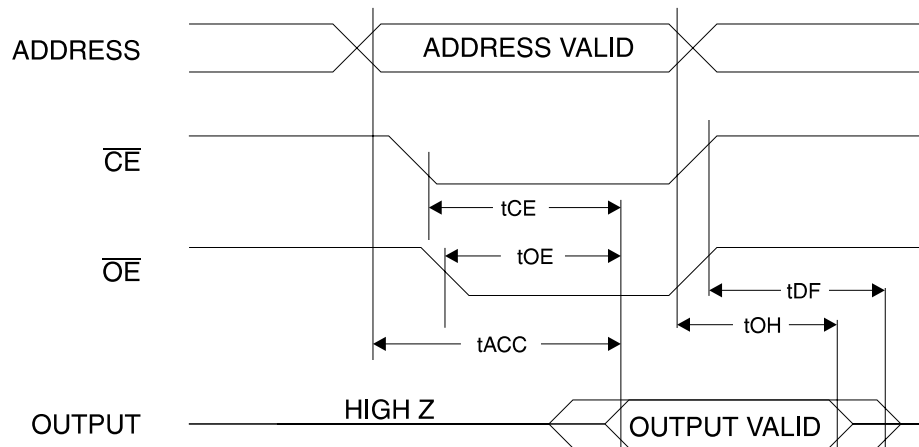 ADDRESS
ADDRESS VALID
CE
tCE
OE
tOE
tDF
tOH
tACC
HIGH Z
OUTPUT
OUTPUT VALID